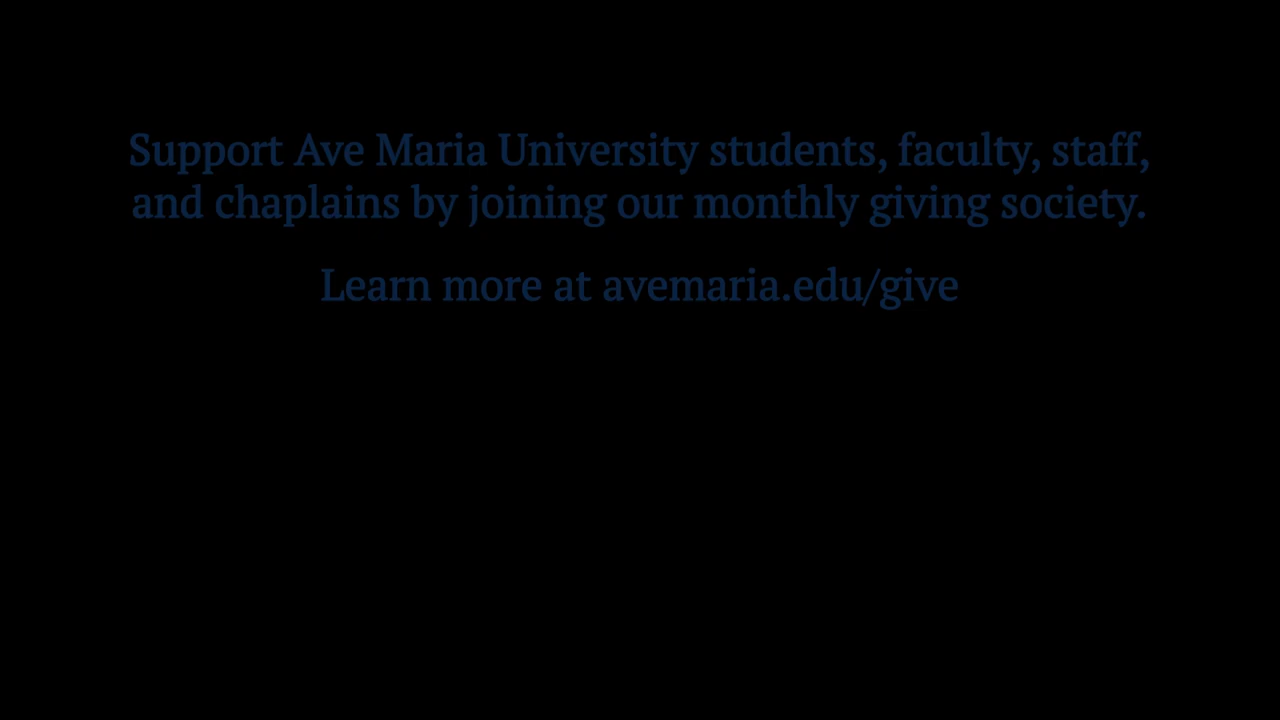 Support Ave Maria University students, faculty, staff,
and chaplains by joining our monthly giving society.
Learn more at avemaria.edu/give